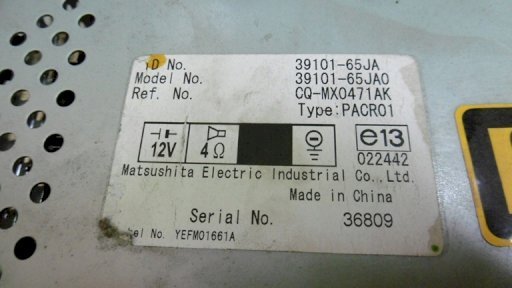 D No. 39101-65JA
Model No. 39101-65JA0
Ref. No. CQ-MX0471AK
Type:PACR01
12V 4Ω e13
022442
Matsushita Electric Industrial Co., Ltd.
Made in China
Serial No. 36809
bel No. YEFM01661A